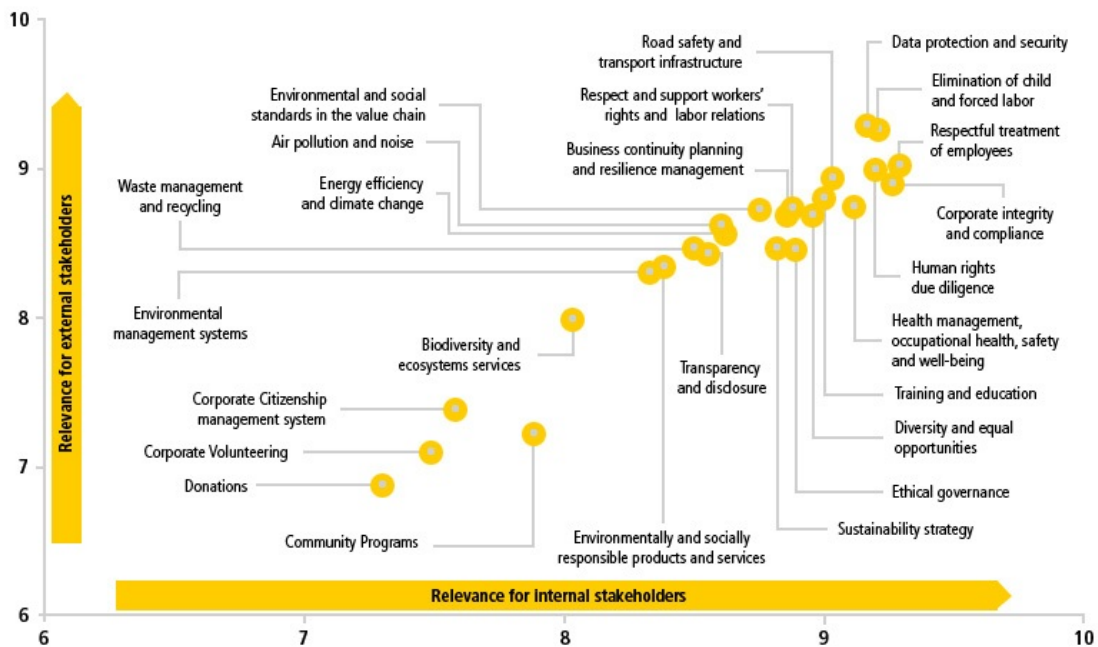 10
9
8
7
6
6
7
8
9
10
Relevance for external stakeholders
Relevance for internal stakeholders
Road safety and
transport infrastructure
Data protection and security
Environmental and social
standards in the value chain
Respect and support workers'
rights and labor relations
Elimination of child
and forced labor
Air pollution and noise
Business continuity planning
and resilience management
Respectful treatment
of employees
Waste management
and recycling
Energy efficiency
and climate change
Corporate integrity
and compliance
Environmental
management systems
Human rights
due diligence
Biodiversity and
ecosystems services
Transparency
and disclosure
Health management,
occupational health, safety
and well-being
Corporate Citizenship
management system
Training and education
Corporate Volunteering
Diversity and equal
opportunities
Donations
Ethical governance
Community Programs
Environmentally and socially
responsible products and services
Sustainability strategy